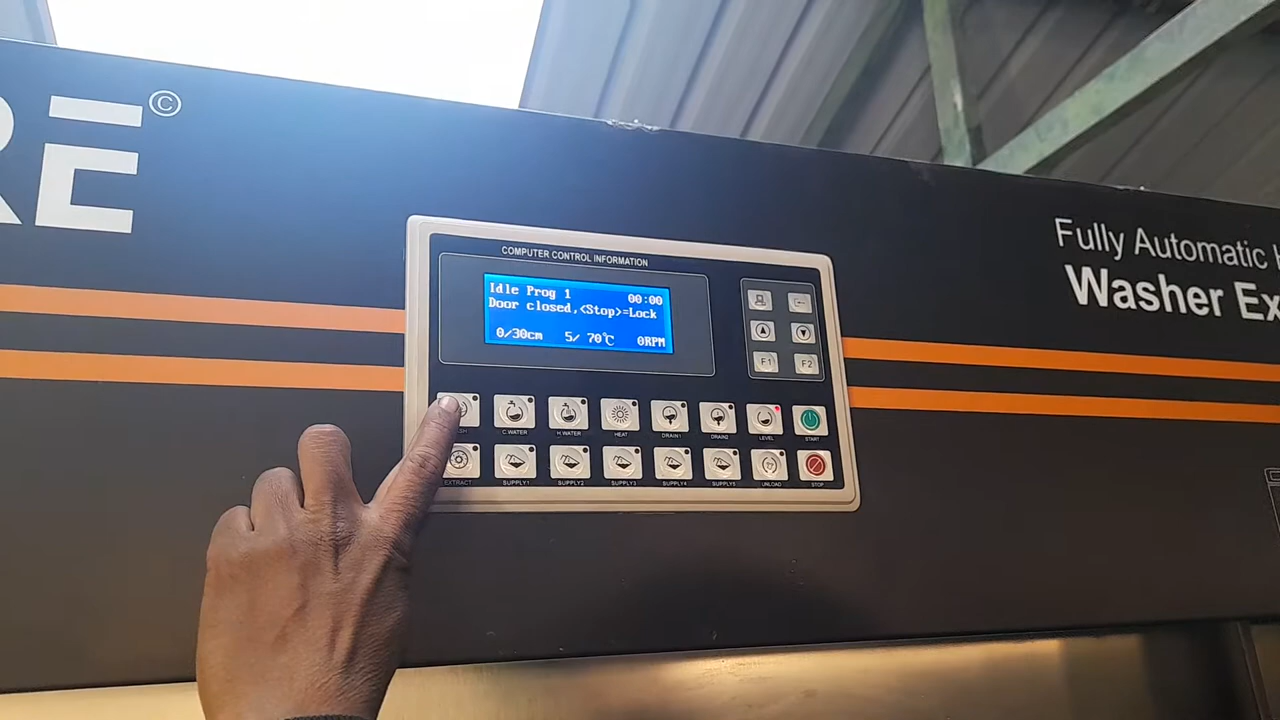 RE©
Fully Automatic
Washer Ex
COMPUTER CONTROL INFORMATION
Idle Prog 1 00:00
Door closed,<Stop>=Lock
0/30cm 5/ 70℃ 0RPM
F1 F2
C.WATER H.WATER HEAT DRAIN1 DRAIN2 LEVEL START
EXTRACT SUPPLY1 SUPPLY2 SUPPLY3 SUPPLY4 SUPPLY5 UNLOAD STOP